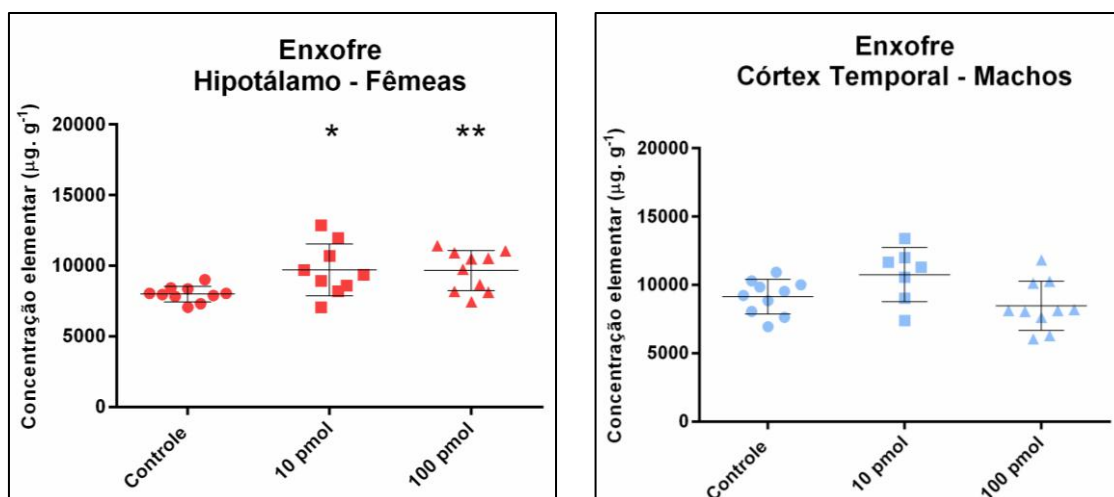 Enxofre
Hipotálamo - Fêmeas
Concentração elementar (µg. g⁻¹)
20000
15000
10000
5000
0
*
**
Controle
10 pmol
100 pmol
Enxofre
Córtex Temporal - Machos
Concentração elementar (µg. g⁻¹)
20000
15000
10000
5000
0
Controle
10 pmol
100 pmol